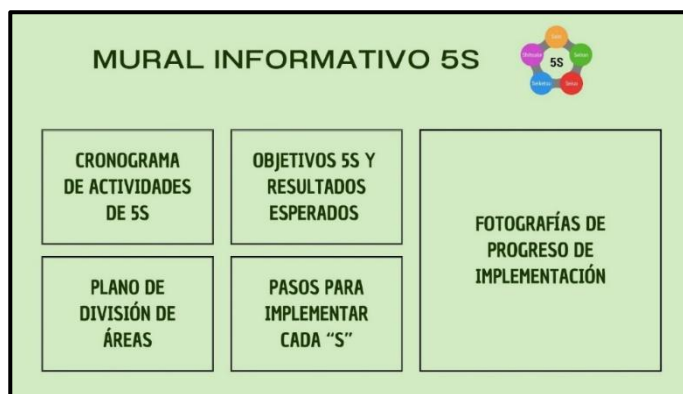 MURAL INFORMATIVO 5S
5S
CRONOGRAMA
DE ACTIVIDADES
DE 5S
OBJETIVOS 5S Y
RESULTADOS
ESPERADOS
FOTOGRAFÍAS DE
PROGRESO DE
IMPLEMENTACIÓN
PLANO DE
DIVISIÓN DE
ÁREAS
PASOS PARA
IMPLEMENTAR
CADA “S”